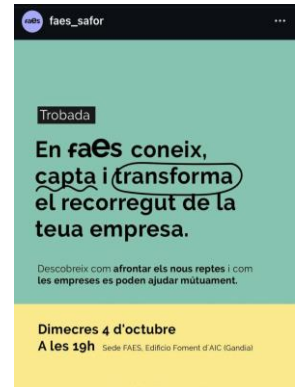 faes faes_safor ...
Trobada
En faes coneix,
capta i transforma
el recorregut de la
teua empresa.
Descobreix com afrontar els nous reptes i com
les empreses es poden ajudar mútuament.
Dimecres 4 d'octubre
A les 19h Sede FAES, Edificio Foment d'AIC (Gandia)